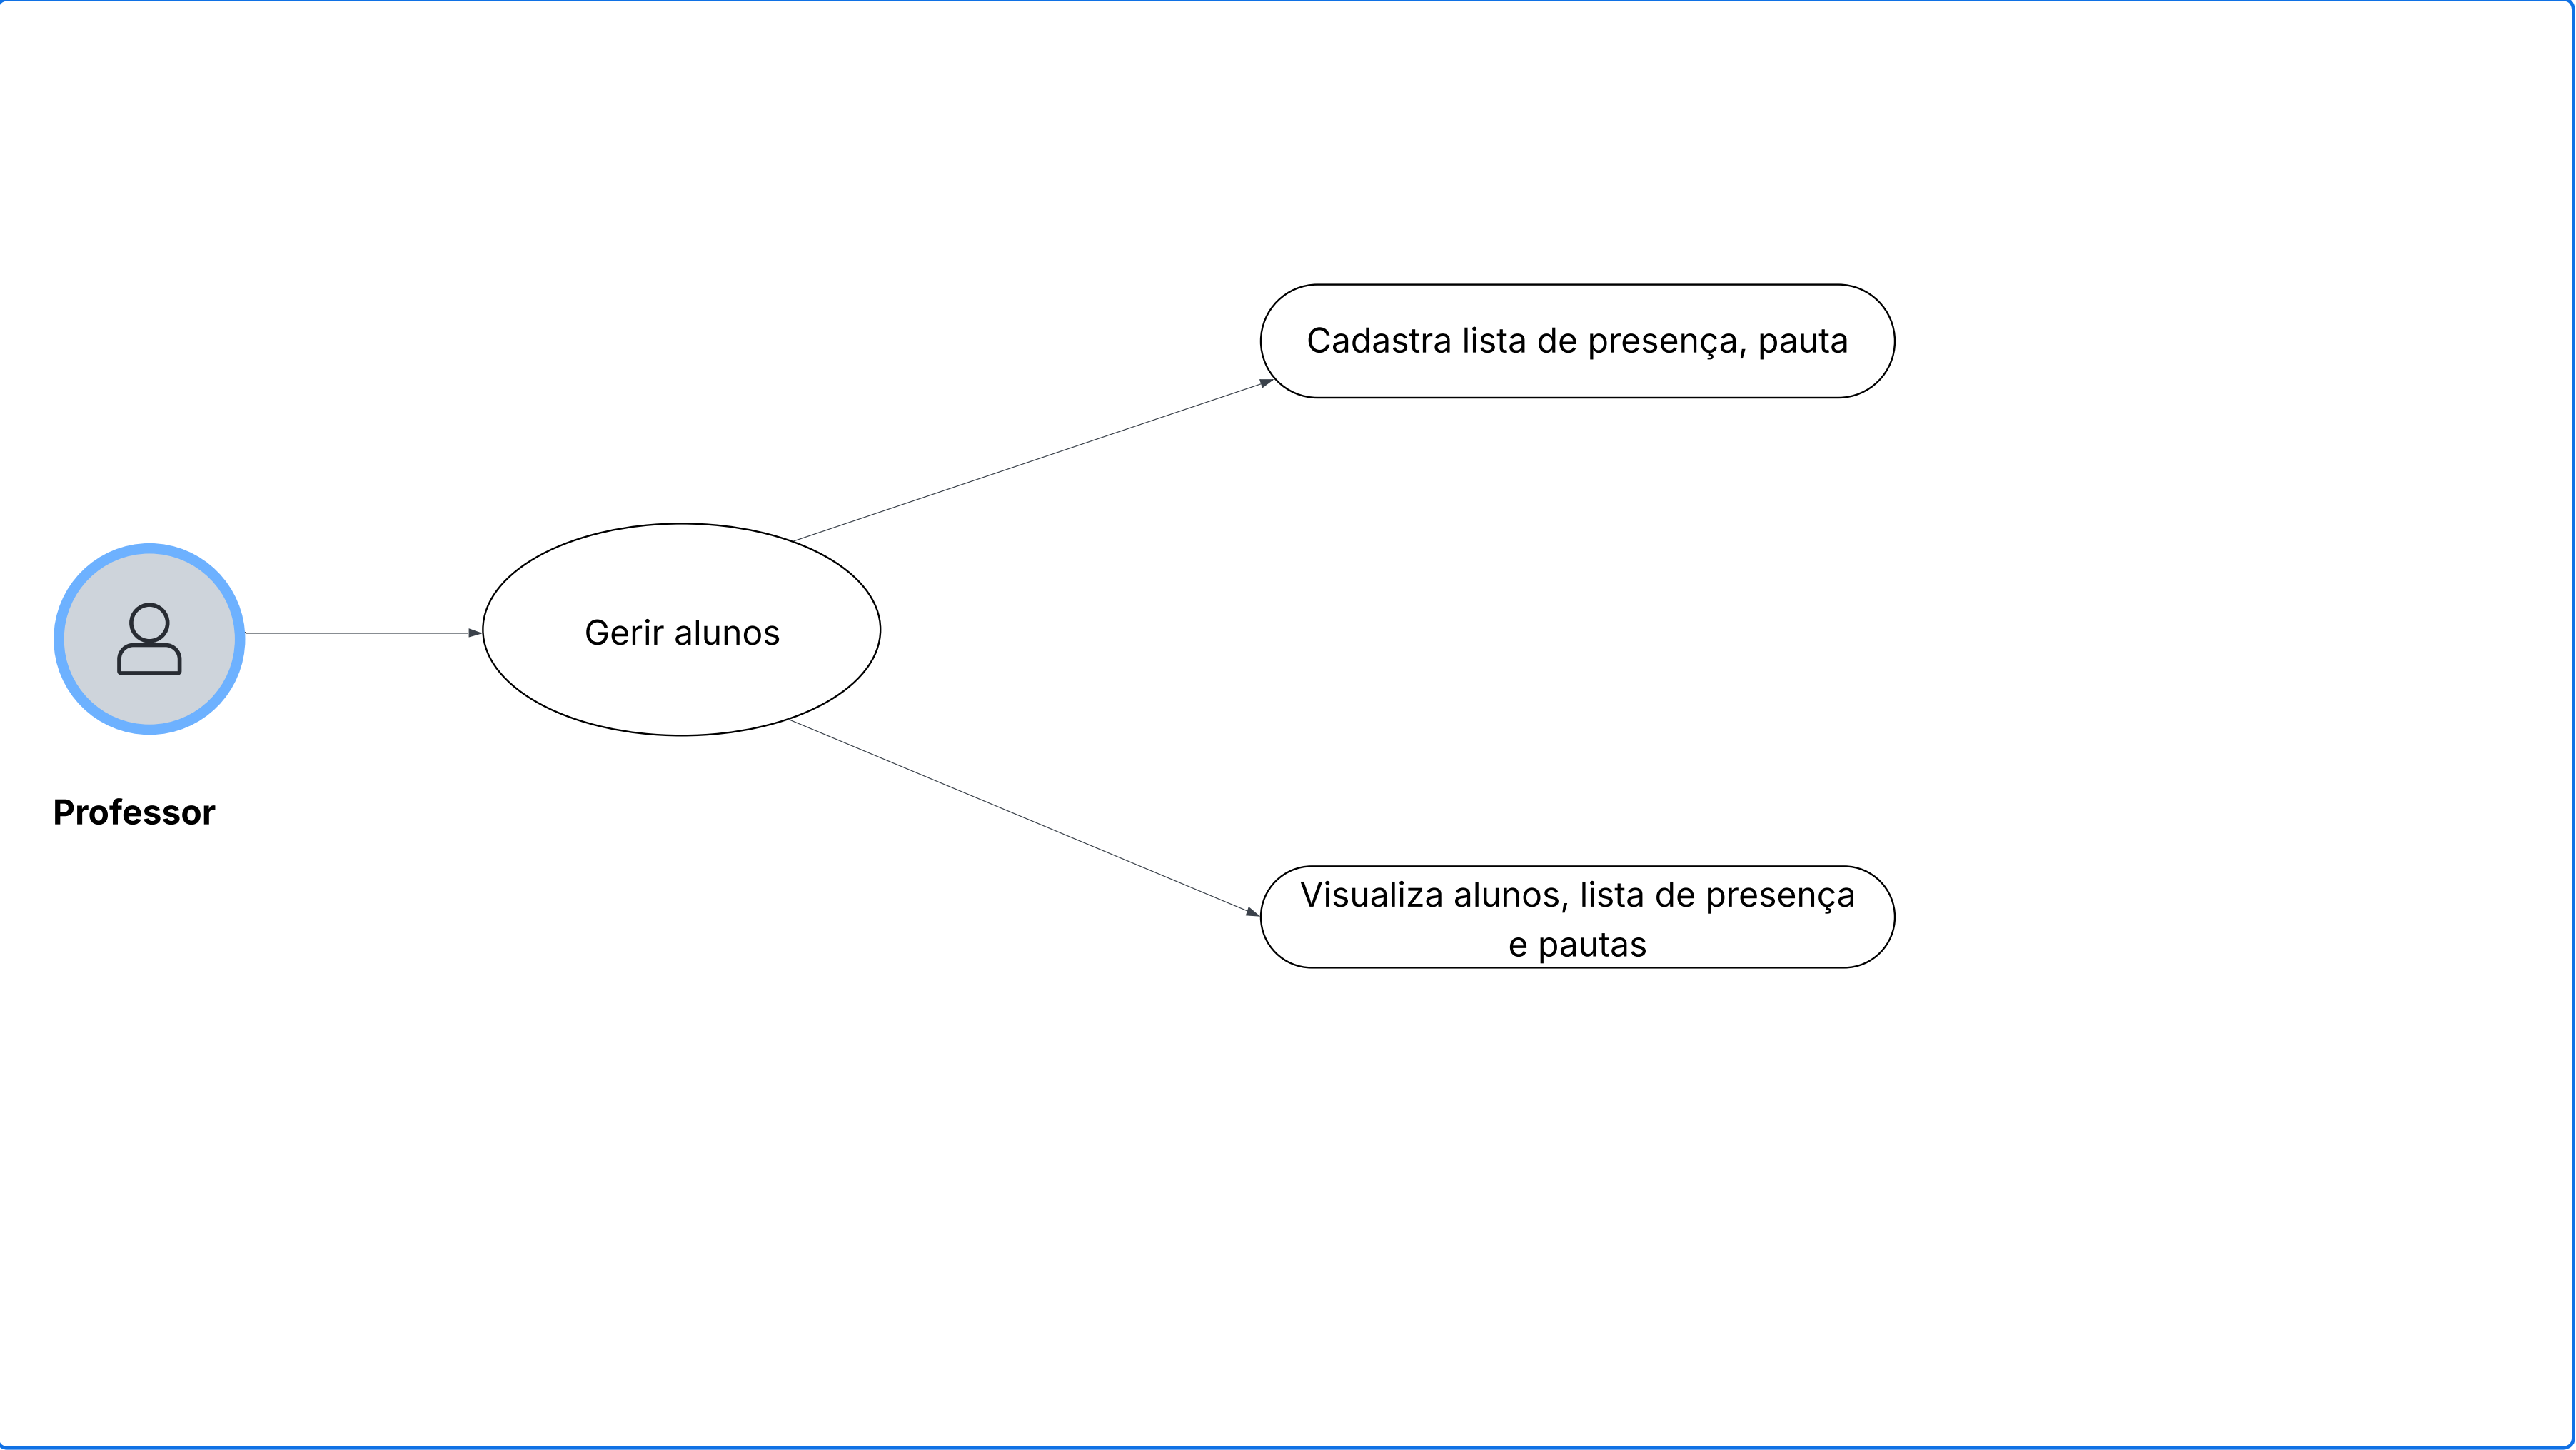 Cadastra lista de presença, pauta
Gerir alunos
Professor
Visualiza alunos, lista de presença
e pautas